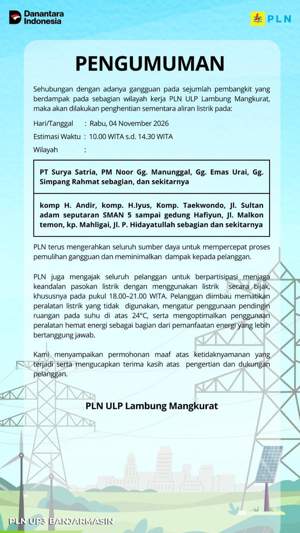 Danantara
Indonesia
PLN
PENGUMUMAN
Sehubungan dengan adanya gangguan pada sejumlah pembangkit yang
berdampak pada sebagian wilayah kerja PLN ULP Lambung Mangkurat,
maka akan dilakukan penghentian sementara aliran listrik pada:
Hari/Tanggal : Rabu, 04 November 2026
Estimasi Waktu : 10.00 WITA s.d. 14.30 WITA
Wilayah :
PT Surya Satria, PM Noor Gg. Manunggal, Gg. Emas Urai, Gg.
Simpang Rahmat sebagian, dan sekitarnya
komp H. Andir, komp. H.Iyus, Komp. Taekwondo, Jl. Sultan
adam seputaran SMAN 5 sampai gedung Hafiyun, Jl. Malkon
temon, kp. Mahligai, Jl. P. Hidayatullah sebagian dan sekitarnya
PLN terus mengerahkan seluruh sumber daya untuk mempercepat proses
pemulihan gangguan dan meminimalkan dampak kepada pelanggan.
PLN juga mengajak seluruh pelanggan untuk berpartisipasi menjaga
keandalan pasokan listrik dengan menggunakan listrik secara bijak,
khususnya pada pukul 18.00–21.00 WITA. Pelanggan diimbau mematikan
peralatan listrik yang tidak digunakan, mengatur penggunaan pendingin
ruangan pada suhu di atas 24°C, serta mengoptimalkan penggunaan
peralatan hemat energi sebagai bagian dari pemanfaatan energi yang lebih
bertanggung jawab.
Kami menyampaikan permohonan maaf atas ketidaknyamanan yang
terjadi serta mengucapkan terima kasih atas pengertian dan dukungan
pelanggan.
PLN ULP Lambung Mangkurat
PLN UP3 BANJARMASIN